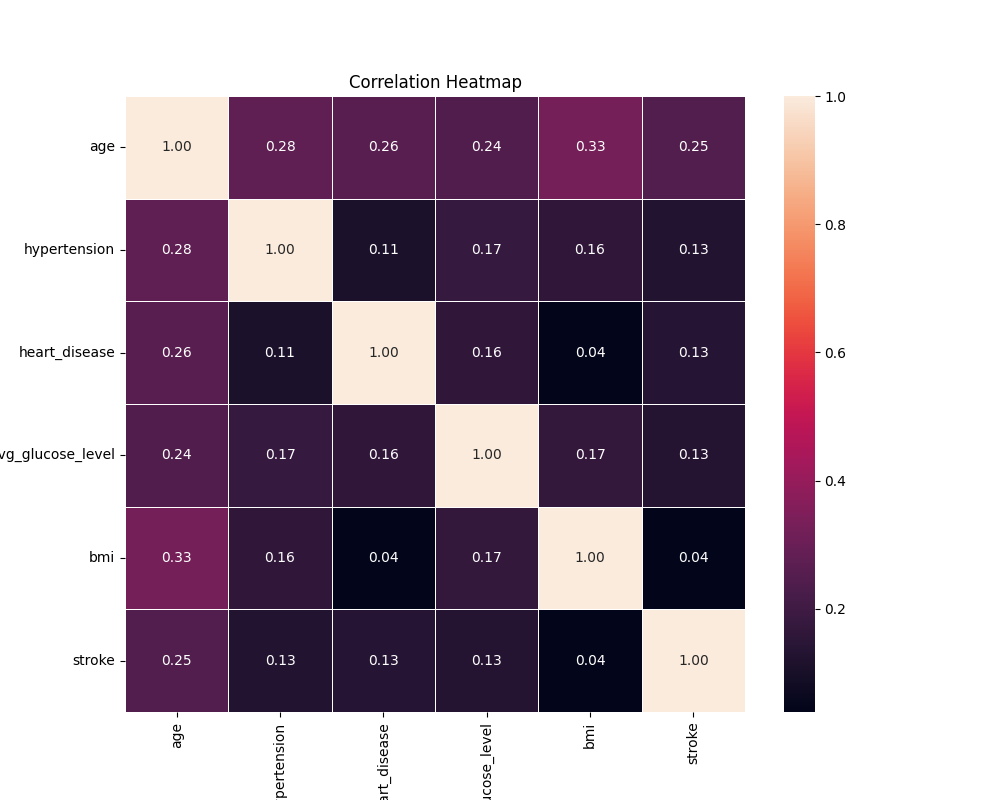 Correlation Heatmap
age 1.00 0.28 0.26 0.24 0.33 0.25
hypertension 0.28 1.00 0.11 0.17 0.16 0.13
heart_disease 0.26 0.11 1.00 0.16 0.04 0.13
vg_glucose_level 0.24 0.17 0.16 1.00 0.17 0.13
bmi 0.33 0.16 0.04 0.17 1.00 0.04
stroke 0.25 0.13 0.13 0.13 0.04 1.00
age
pertension
art_disease
ucose_level
bmi
stroke
1.0
0.8
0.6
0.4
0.2